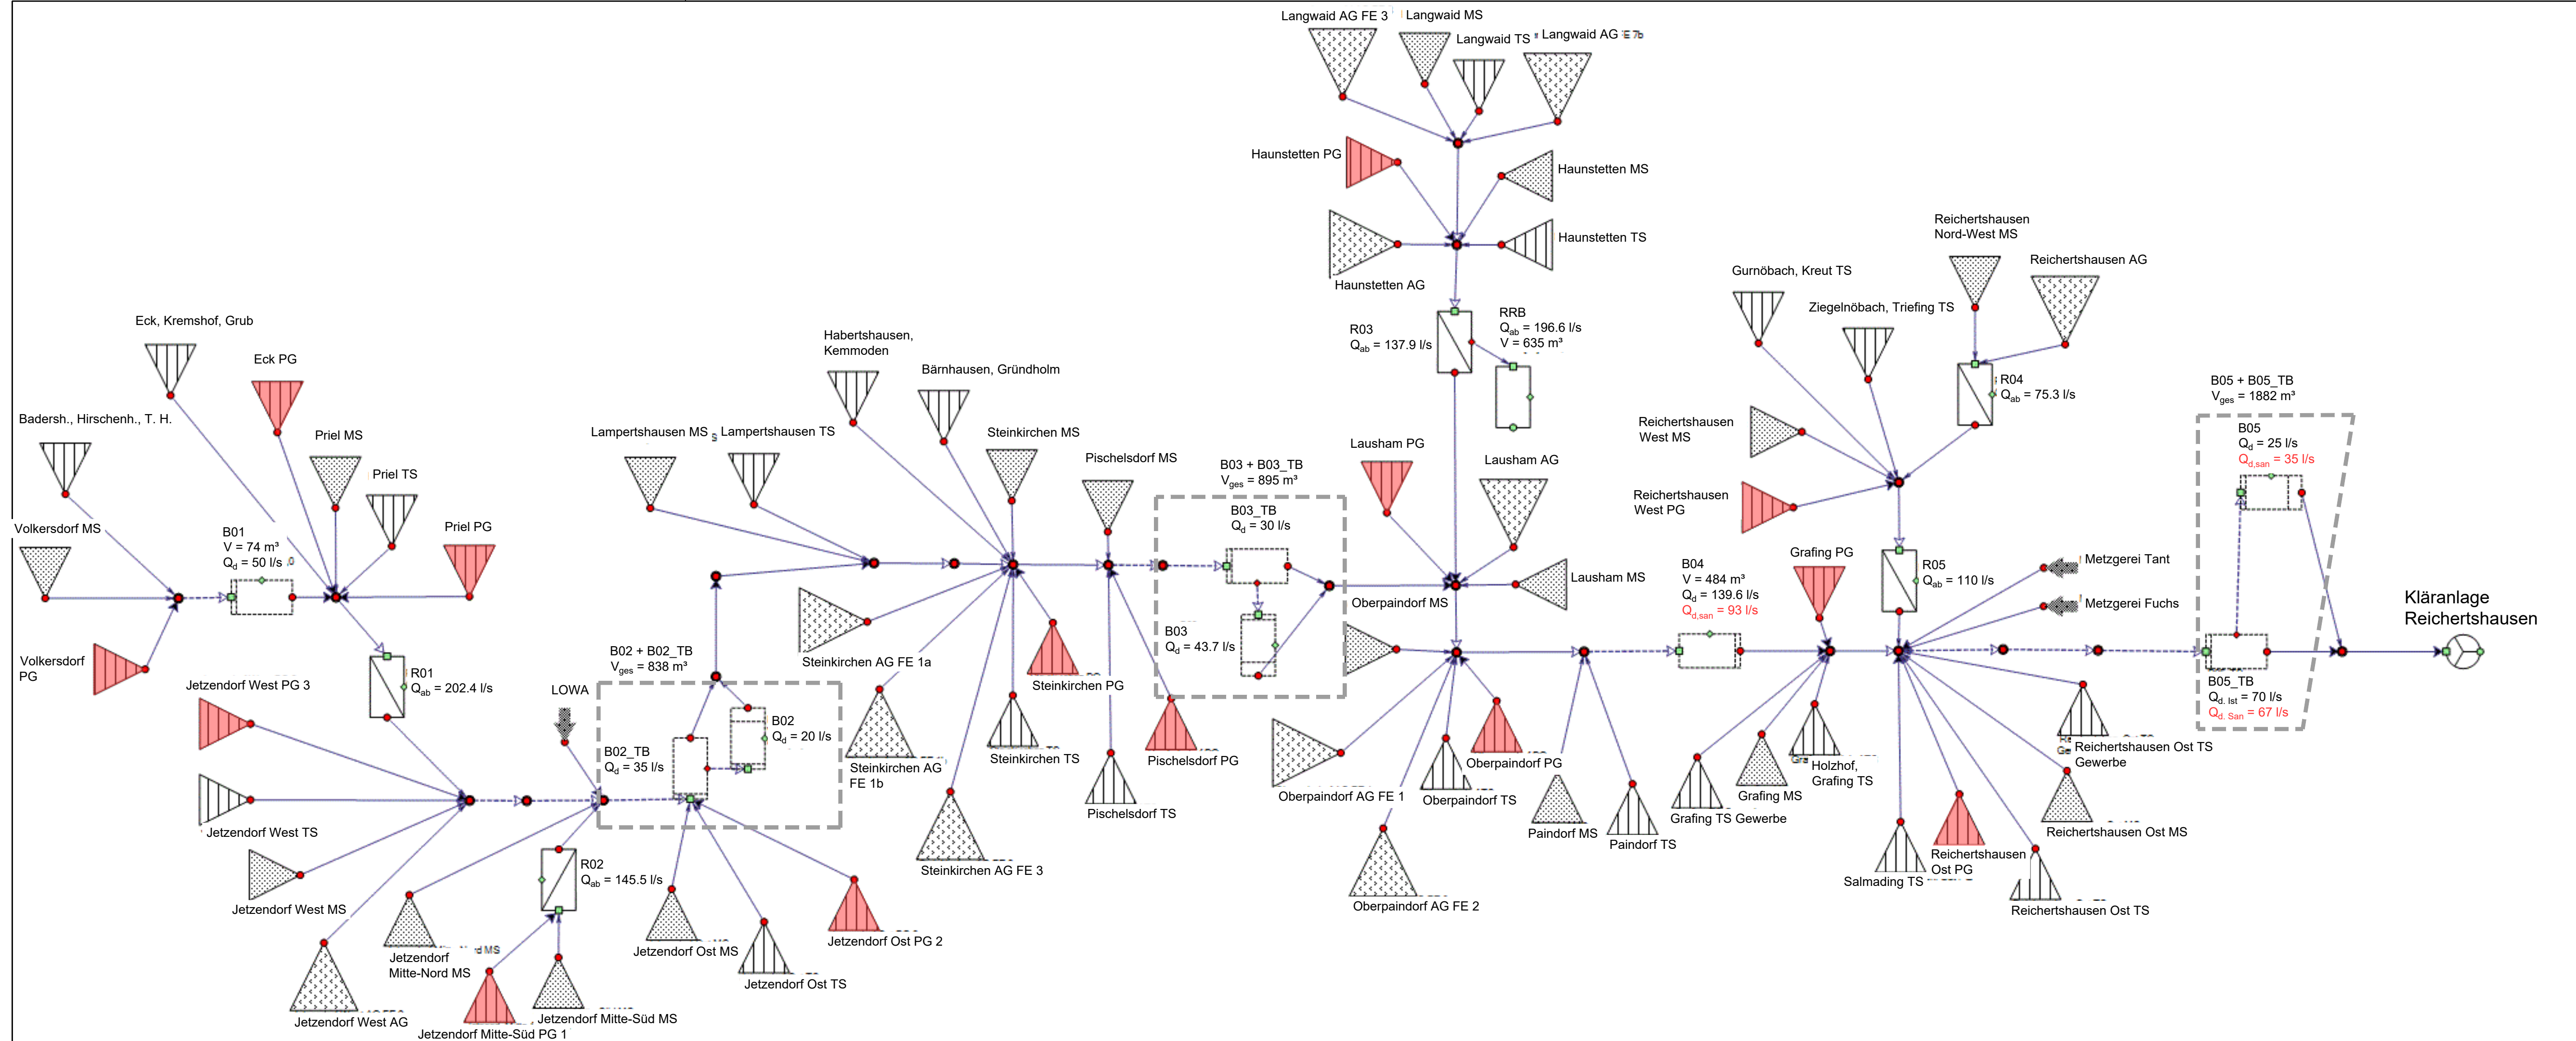 Langwaid AG FE 3
Langwaid MS
Langwaid TS
Langwaid AG FE 7b
Haunstetten PG
Haunstetten MS
Haunstetten TS
Haunstetten AG
R03
Qab = 137.9 l/s
RRB
Qab = 196.6 l/s
V = 635 m³
Reichertshausen
Nord-West MS
Gurnöbach, Kreut TS
Reichertshausen AG
Ziegelnöbach, Triefing TS
R04
Qab = 75.3 l/s
Reichertshausen
West MS
Reichertshausen
West PG
R05
Qab = 110 l/s
B05 + B05_TB
Vges = 1882 m³
B05
Qd = 25 l/s
Qd,san = 35 l/s
Eck, Kremshof, Grub
Eck PG
Badersh., Hirschenh., T. H.
Priel MS
Priel TS
Volkersdorf MS
B01
V = 74 m³
Qd = 50 l/s
Priel PG
Volkersdorf
PG
R01
Qab = 202.4 l/s
Habertshausen,
Kemmoden
Bärnhausen, Gründholm
Lampertshausen MS
Lampertshausen TS
Steinkirchen MS
Pischelsdorf MS
B03 + B03_TB
Vges = 895 m³
B03_TB
Qd = 30 l/s
B03
Qd = 43.7 l/s
Lausham PG
Lausham AG
Lausham MS
Oberpaindorf MS
B04
V = 484 m³
Qd = 139.6 l/s
Qd,san = 93 l/s
Grafing PG
Metzgerei Tant
Metzgerei Fuchs
Kläranlage
Reichertshausen
B05_TB
Qd. Ist = 70 l/s
Qd. San = 67 l/s
Jetzendorf West PG 3
Jetzendorf West TS
Jetzendorf West MS
Jetzendorf West AG
Jetzendorf
Mitte-Nord MS
LOWA
B02 + B02_TB
Vges = 838 m³
B02_TB
Qd = 35 l/s
B02
Qd = 20 l/s
R02
Qab = 145.5 l/s
Jetzendorf Mitte-Süd PG 1
Jetzendorf Mitte-Süd MS
Jetzendorf Ost MS
Jetzendorf Ost TS
Jetzendorf Ost PG 2
Steinkirchen AG FE 1a
Steinkirchen AG
FE 1b
Steinkirchen AG FE 3
Steinkirchen PG
Steinkirchen TS
Pischelsdorf PG
Pischelsdorf TS
Oberpaindorf AG FE 1
Oberpaindorf AG FE 2
Oberpaindorf TS
Oberpaindorf PG
Paindorf MS
Paindorf TS
Grafing TS Gewerbe
Grafing MS
Holzhof,
Grafing TS
Salmading TS
Reichertshausen
Ost PG
Reichertshausen Ost TS
Reichertshausen Ost MS
Reichertshausen Ost TS
Gewerbe